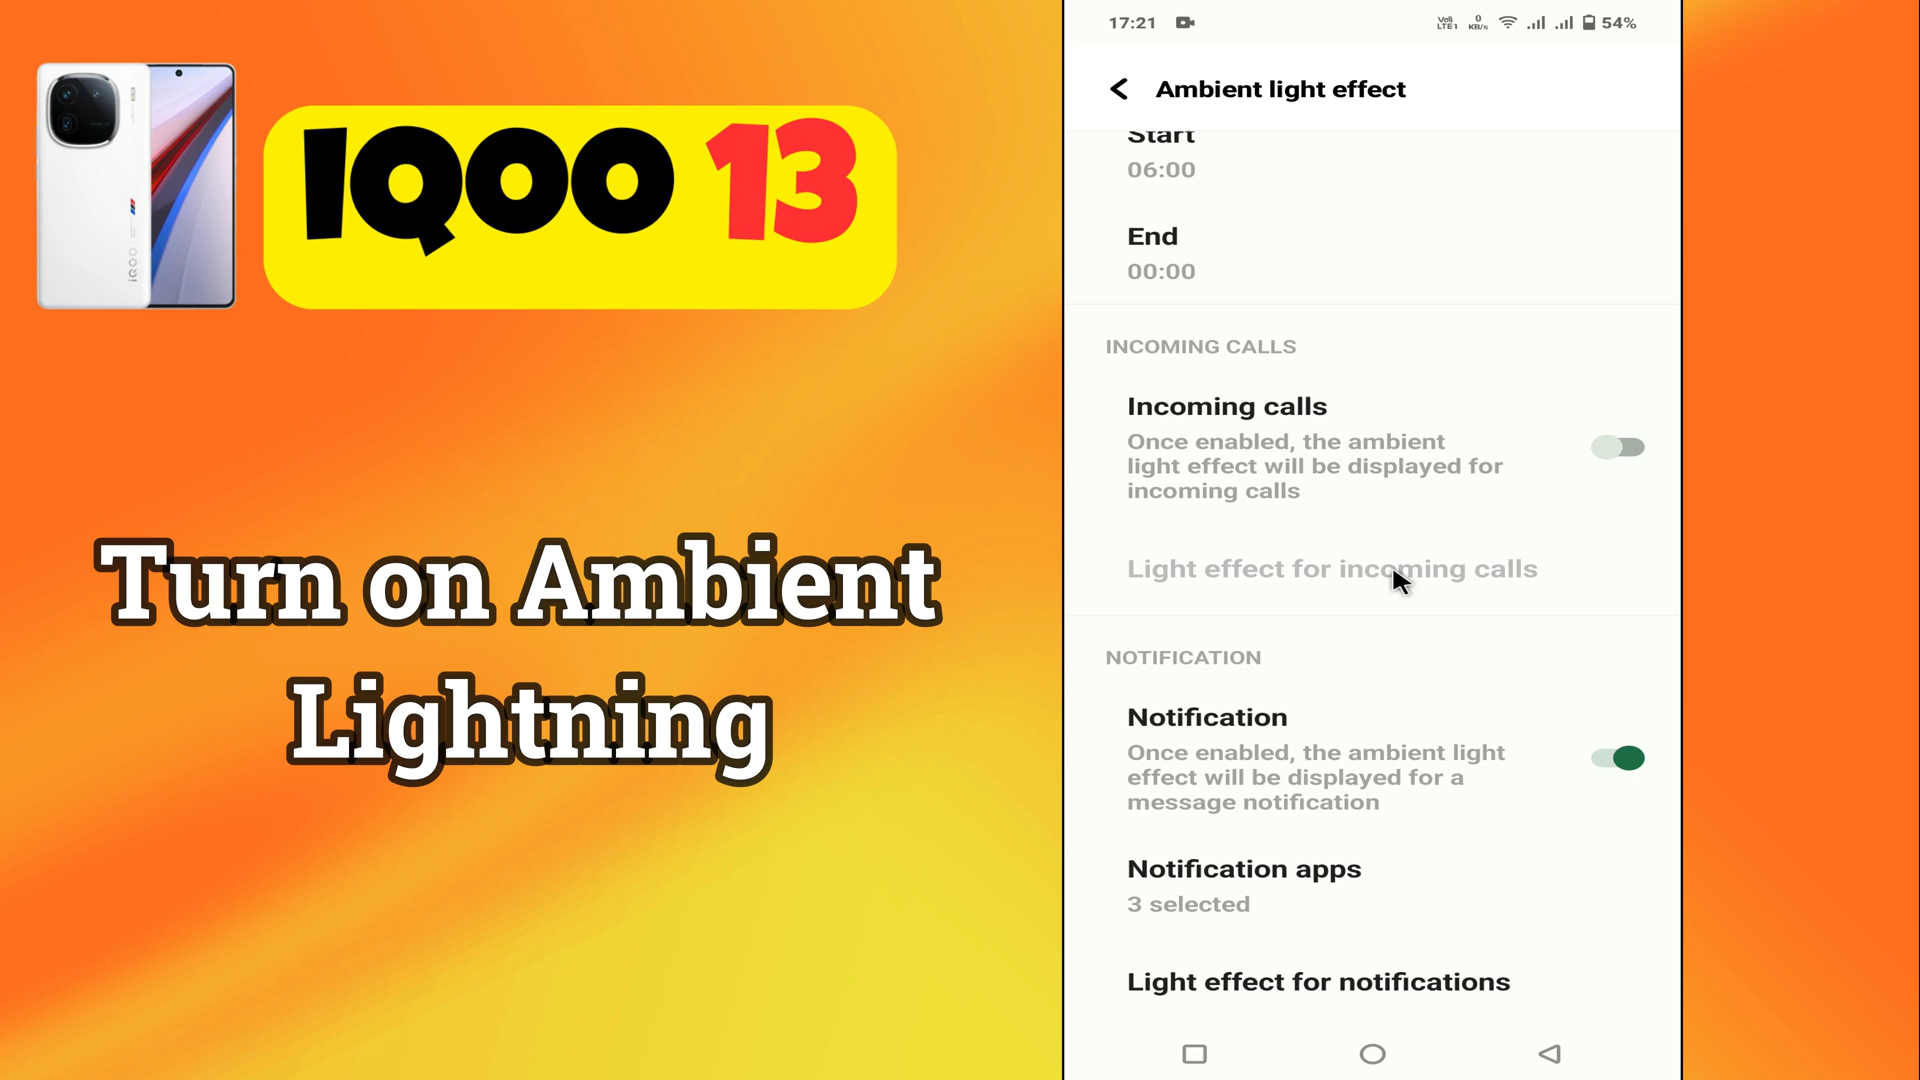 IQOO 13
Turn on Ambient
Lightning
17:21
54%
Ambient light effect
Start
06:00
End
00:00
INCOMING CALLS
Incoming calls
Once enabled, the ambient
light effect will be displayed for
incoming calls
Light effect for incoming calls
NOTIFICATION
Notification
Once enabled, the ambient light
effect will be displayed for a
message notification
Notification apps
3 selected
Light effect for notifications